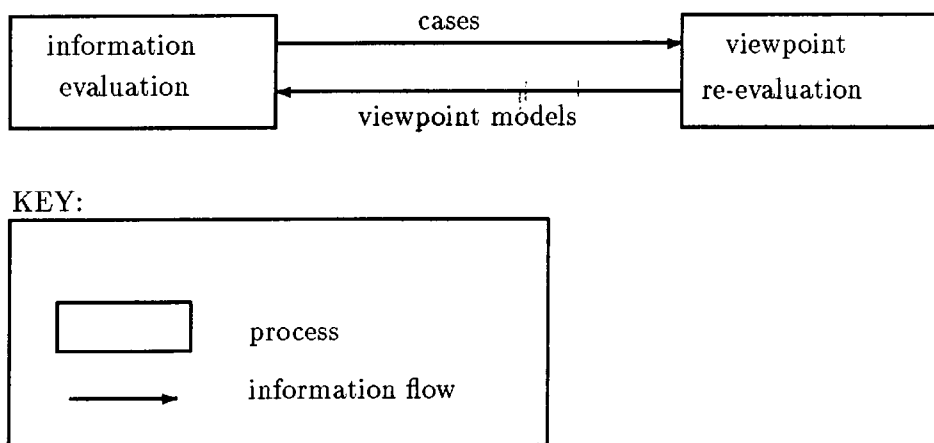 information
evaluation
cases
viewpoint models
viewpoint
re-evaluation
KEY:
process
information flow